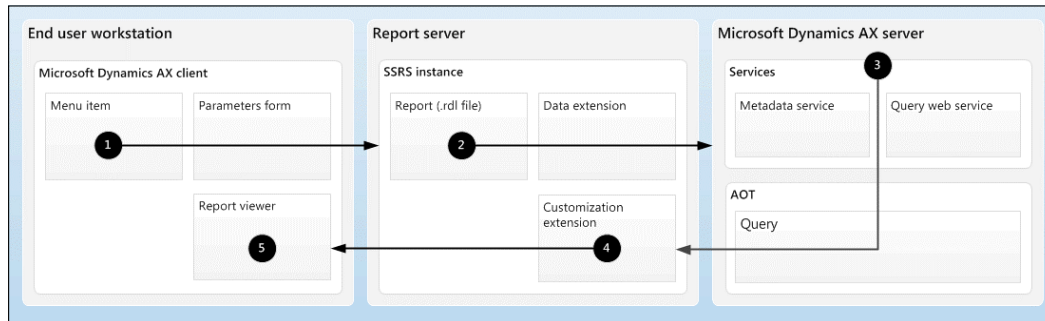 End user workstation
Microsoft Dynamics AX client
Menu item
1
Parameters form
Report viewer
5
Report server
SSRS instance
Report (.rdl file)
2
Data extension
Customization
extension
4
Microsoft Dynamics AX server
3
Services
Metadata service
Query web service
AOT
Query